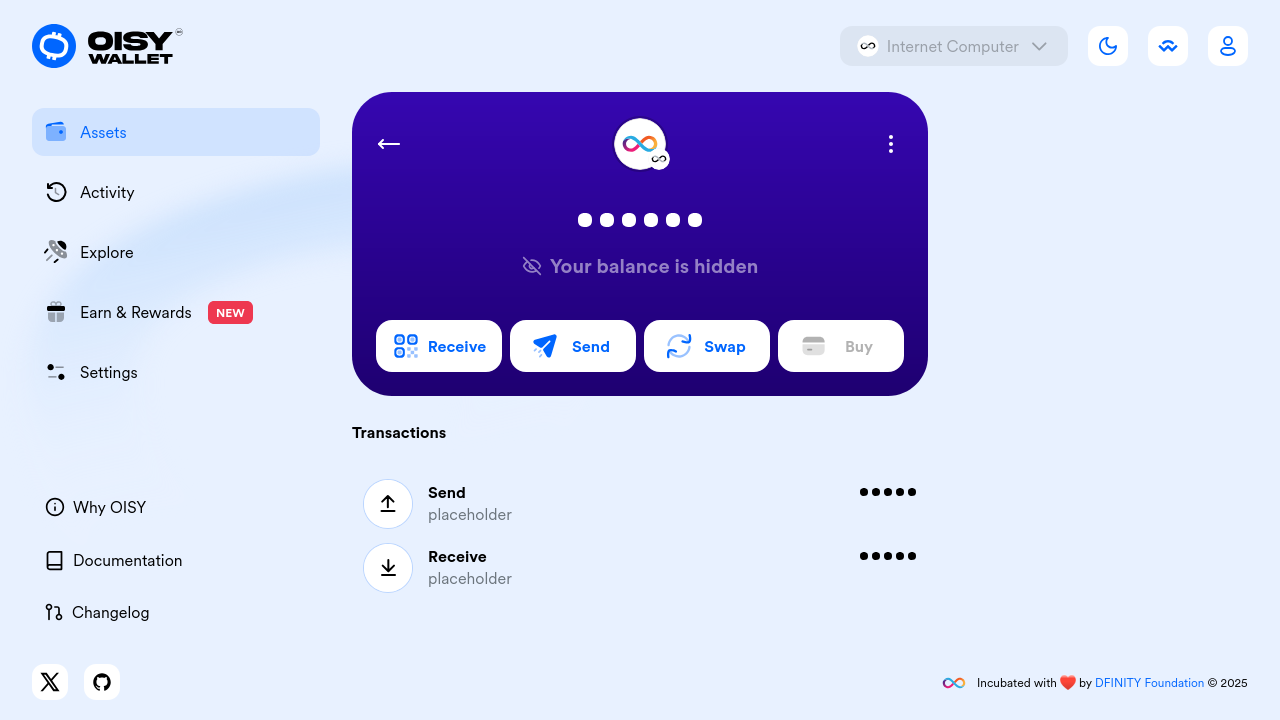 OISY
WALLET
Internet Computer
Assets
Activity
Explore
Earn & Rewards NEW
Settings
Why OISY
Documentation
Changelog
Your balance is hidden
Receive
Send
Swap
Buy
Transactions
Send
placeholder
Receive
placeholder
Incubated with ❤️ by DFINITY Foundation © 2025